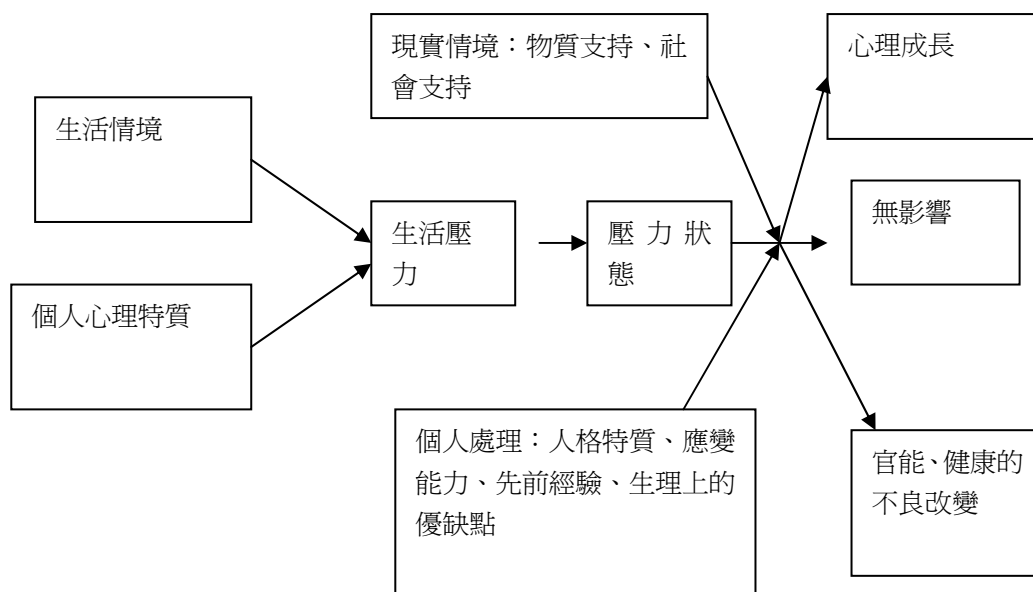 現實情境：物質支持、社
會支持
心理成長
生活情境
無影響
生活壓
力
壓力狀
態
個人心理特質
個人處理：人格特質、應變
能力、先前經驗、生理上的
優缺點
官能、健康的
不良改變